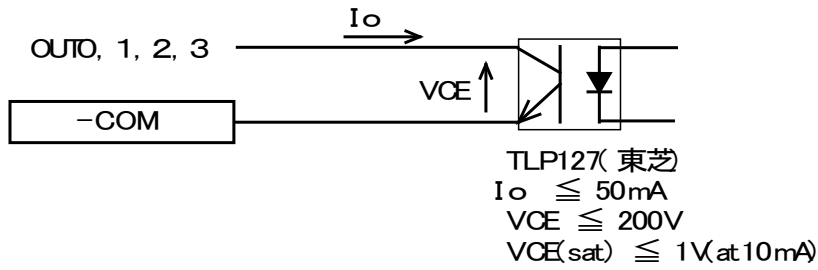 Io
OUT0, 1, 2, 3
VCE
-COM
TLP127(東芝)
Io ≦ 50mA
VCE ≦ 200V
VCE(sat) ≦ 1V(at10mA)